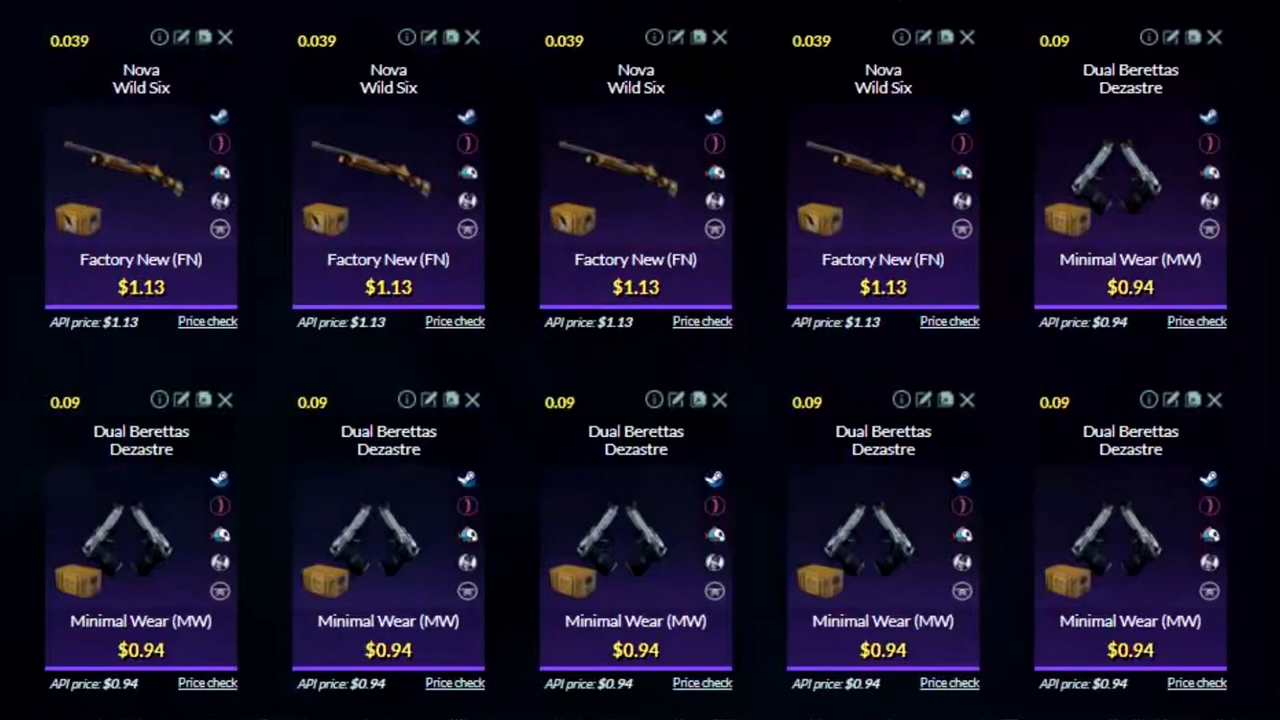 0.039
Nova
Wild Six
Factory New (FN)
$1.13
API price: $1.13 Price check
0.039
Nova
Wild Six
Factory New (FN)
$1.13
API price: $1.13 Price check
0.039
Nova
Wild Six
Factory New (FN)
$1.13
API price: $1.13 Price check
0.039
Nova
Wild Six
Factory New (FN)
$1.13
API price: $1.13 Price check
0.09
Dual Berettas
Dezastre
Minimal Wear (MW)
$0.94
API price: $0.94 Price check
0.09
Dual Berettas
Dezastre
Minimal Wear (MW)
$0.94
API price: $0.94 Price check
0.09
Dual Berettas
Dezastre
Minimal Wear (MW)
$0.94
API price: $0.94 Price check
0.09
Dual Berettas
Dezastre
Minimal Wear (MW)
$0.94
API price: $0.94 Price check
0.09
Dual Berettas
Dezastre
Minimal Wear (MW)
$0.94
API price: $0.94 Price check
0.09
Dual Berettas
Dezastre
Minimal Wear (MW)
$0.94
API price: $0.94 Price check